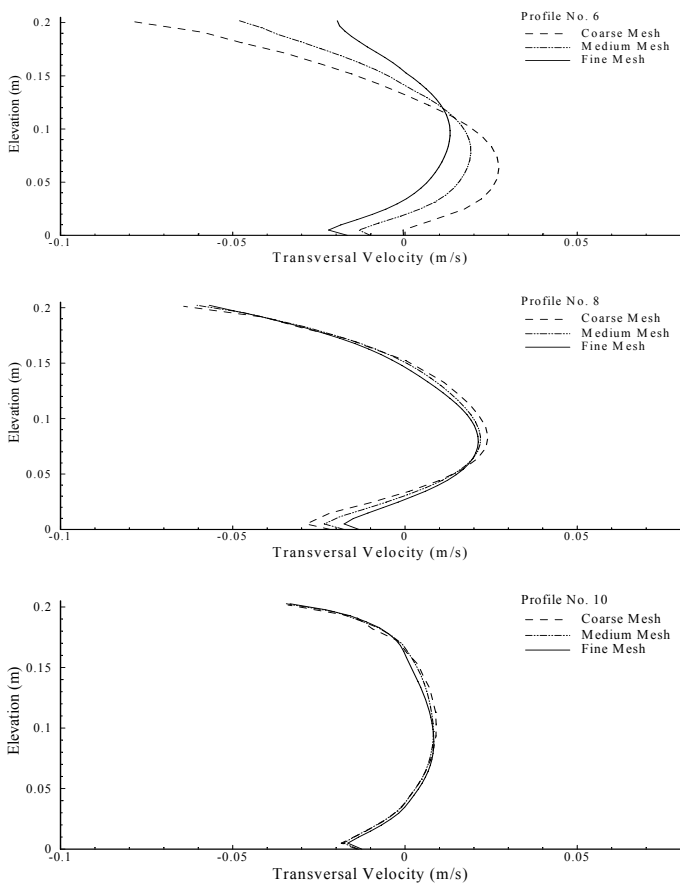 Profile No. 6
Coarse Mesh
Medium Mesh
Fine Mesh
Elevation (m)
0.2
0.15
0.1
0.05
0
-0.1
-0.05
0
0.05
Transversal Velocity (m/s)
Profile No. 8
Coarse Mesh
Medium Mesh
Fine Mesh
Elevation (m)
0.2
0.15
0.1
0.05
0
-0.1
-0.05
0
0.05
Transversal Velocity (m/s)
Profile No. 10
Coarse Mesh
Medium Mesh
Fine Mesh
Elevation (m)
0.2
0.15
0.1
0.05
0
-0.1
-0.05
0
0.05
Transversal Velocity (m/s)